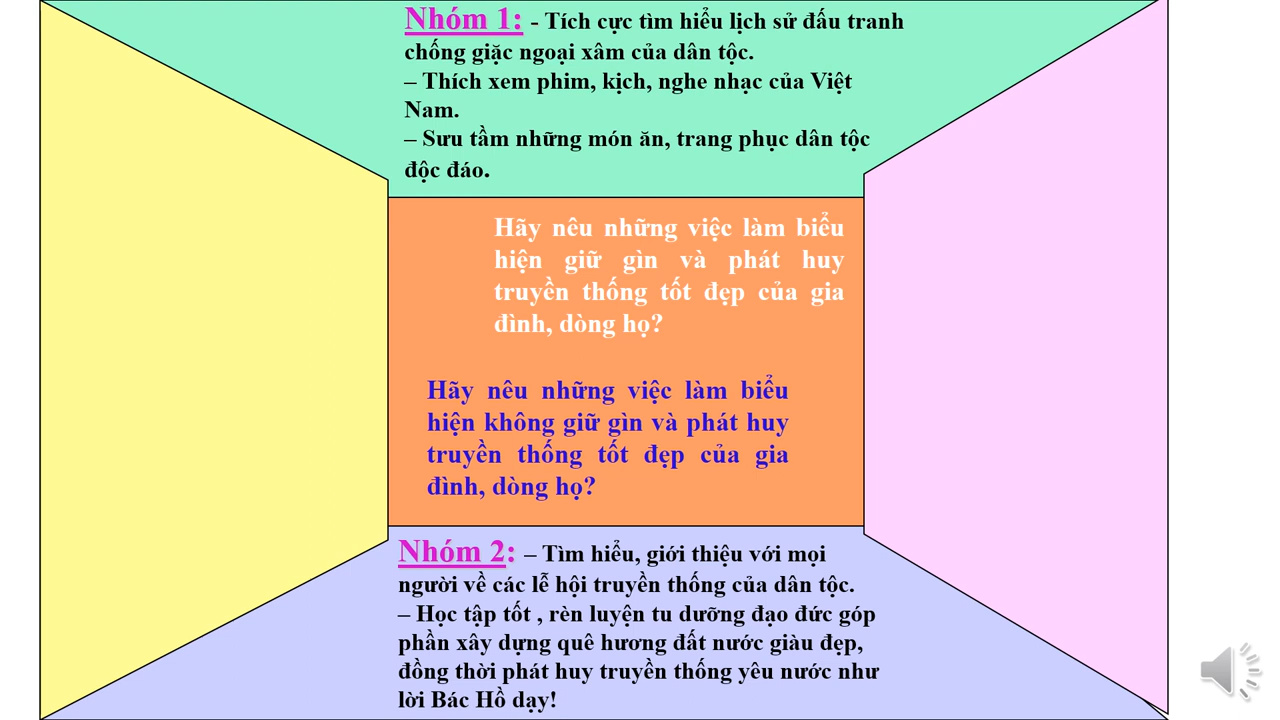 Nhóm 1: - Tích cực tìm hiểu lịch sử đấu tranh
chống giặc ngoại xâm của dân tộc.
– Thích xem phim, kịch, nghe nhạc của Việt
Nam.
– Sưu tầm những món ăn, trang phục dân tộc
độc đáo.
Hãy nêu những việc làm biểu
hiện giữ gìn và phát huy
truyền thống tốt đẹp của gia
đình, dòng họ?
Hãy nêu những việc làm biểu
hiện không giữ gìn và phát huy
truyền thống tốt đẹp của gia
đình, dòng họ?
Nhóm 2: – Tìm hiểu, giới thiệu với mọi
người về các lễ hội truyền thống của dân tộc.
– Học tập tốt , rèn luyện tu dưỡng đạo đức góp
phần xây dựng quê hương đất nước giàu đẹp,
đồng thời phát huy truyền thống yêu nước như
lời Bác Hồ dạy!